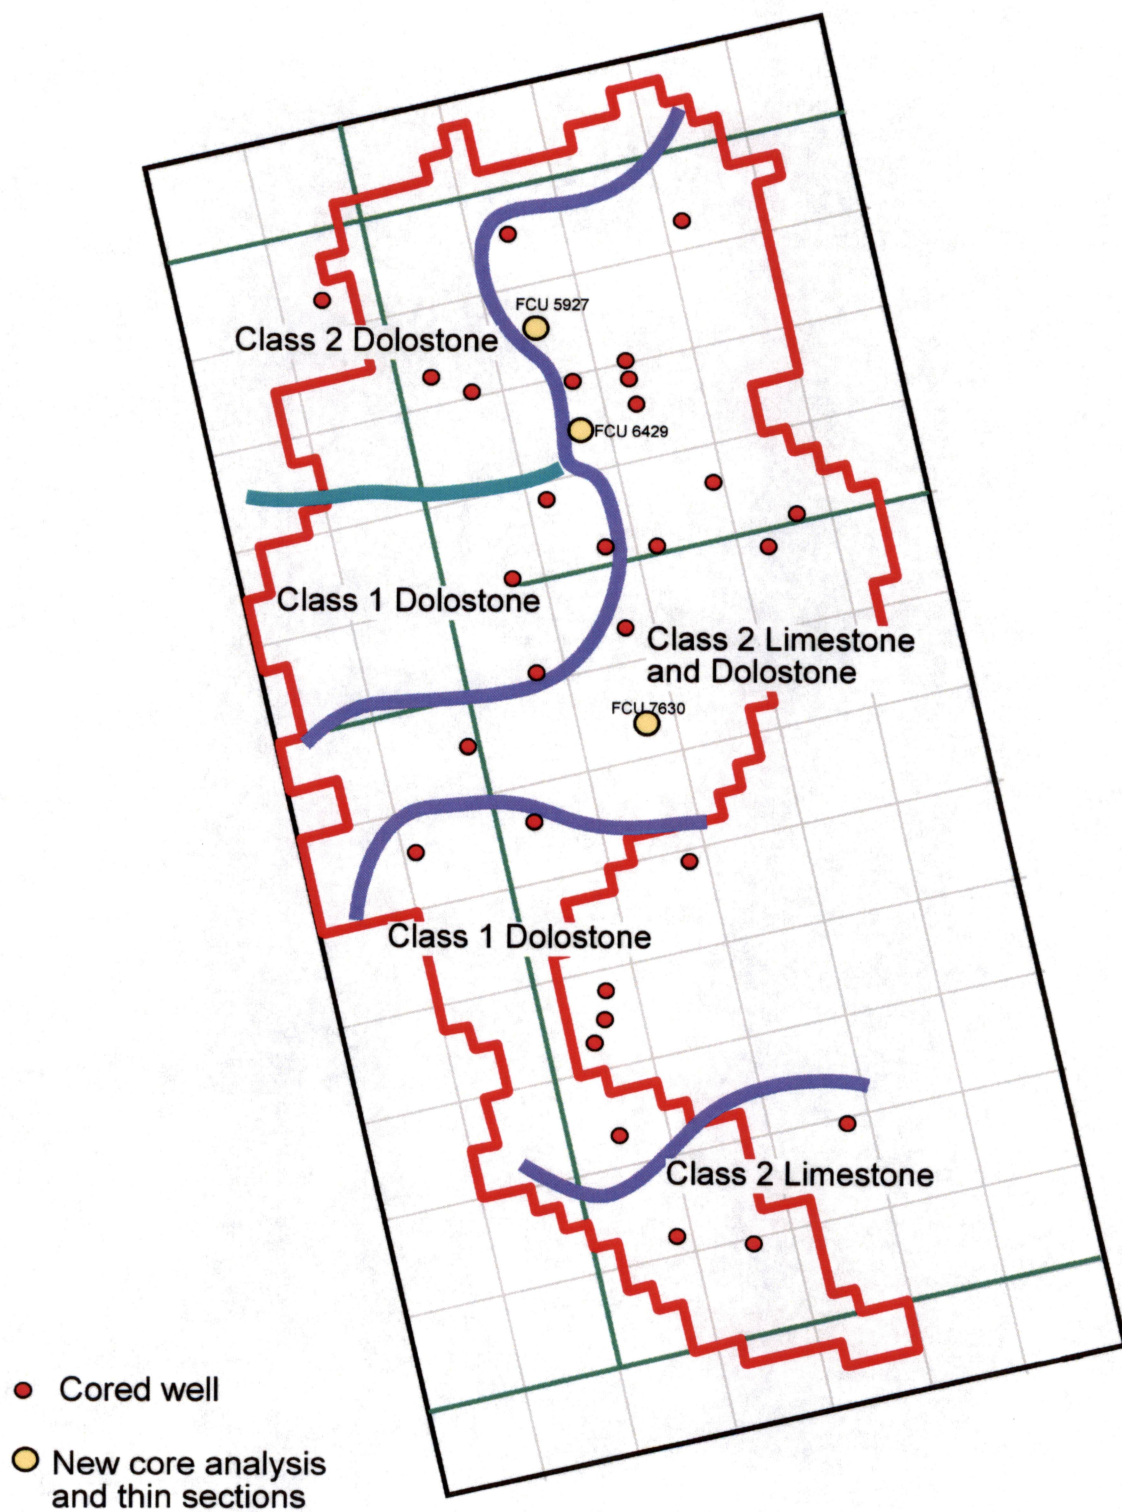 FCU 5927
Class 2 Dolostone
FCU 6429
Class 1 Dolostone
Class 2 Limestone
and Dolostone
FCU 7630
Class 1 Dolostone
Class 2 Limestone
Cored well
New core analysis
and thin sections